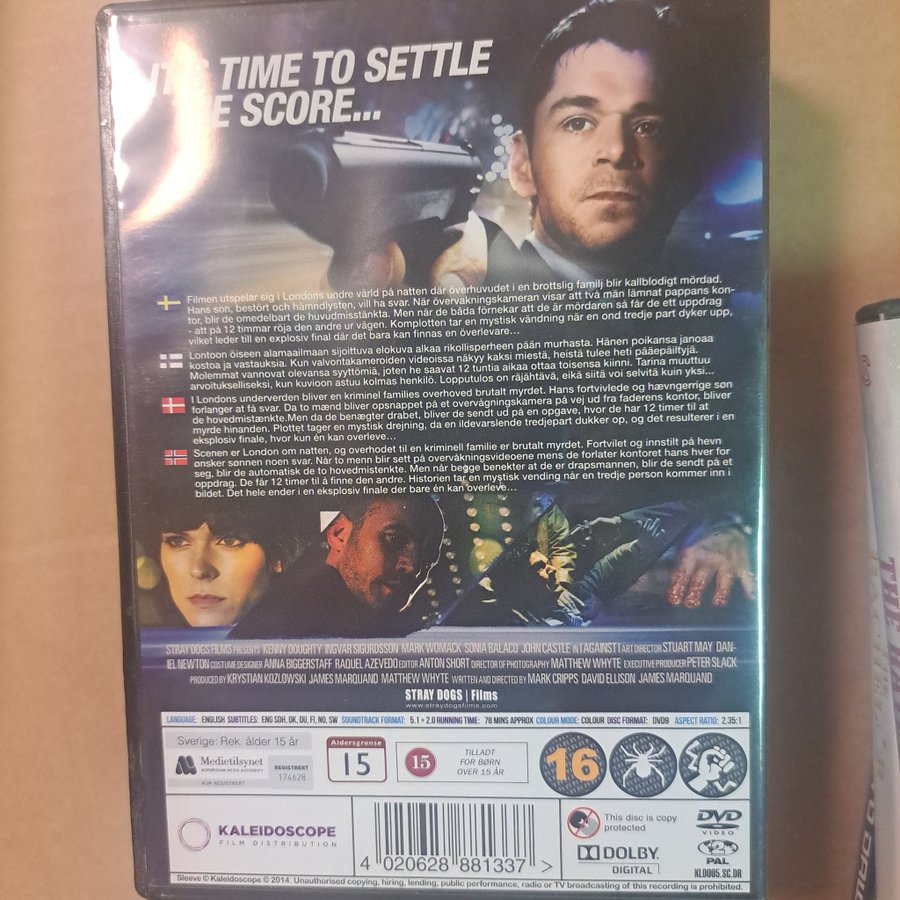 TIME TO SETTLE
SCORE...
Filmen utspelar sig i Londons undre värld på natten där överhuvudet i en brottslig familj blir kallblodigt mördad.
Hans son, bestört och hämndlysten, vill ha svar. När övervakningskameran visar att två män lämnat pappans kon-
tor, blir de omedelbart de huvudmisstänkta. Men när de båda förnekar att de är mördaren så får de ett uppdrag
- att på 12 timmar röja den andre ur vägen. Komplotten tar en mystisk vändning när en ond tredje part dyker upp,
vilket leder till en explosiv final där det bara kan finnas en överlevare...
Lontoon öiseen alamaailmaan sijoittuva elokuva alkaa rikollisperheen pään murhasta. Hänen poikansa janoaa
kostoa ja vastauksia. Kun valvontakameroiden videoissa näkyy kaksi miestä, heistä tulee heti pääepäiltyjä.
Molemmat vannovat olevansa syyttömiä, joten he saavat 12 tuntia aikaa ottaa toisensa kiinni. Tarina muuttuu
arvoitukselliseksi, kun kuvioon astuu kolmas henkilö. Lopputulos on räjähtävä, eikä siitä voi selvitä kuin yksi...
I Londons underverden bliver en kriminel families overhoved brutalt myrdet. Hans fortvivlede og hævngerrige søn
forlanger at få svar. Da to mænd bliver opsnappet på et overvågningskamera på vej ud fra faderens kontor, bliver
de hovedmistænkte.Men da de benægter drabet, bliver de sendt ud på en opgave, hvor de har 12 timer til at
myrde hinanden. Plottet tager en mystisk drejning, da en ildevarslende tredjepart dukker op, og det resulterer i en
eksplosiv finale, hvor kun én kan overleve...
Scenen er London om natten, og overhodet til en kriminell familie er brutalt myrdet. Fortvilet og innstilt på hevn
ønsker sønnen noen svar. Når to menn blir sett på overvåkningsvideoene mens de forlater kontoret hans hver for
seg, blir de automatisk de to hovedmistenkte. Men når begge benekter at de er drapsmannen, blir de sendt på et
oppdrag. De får 12 timer til å finne den andre. Historien tar en mystisk vending når en tredje person kommer inn i
bildet. Det hele ender i en eksplosiv finale der bare én kan overleve...
STRAY DOGS FILMS PRESENTS KENNY DOUGHTY INGVAR SIGURDSSON MARK WOMACK SONIA BALACO JOHN CASTLE IN 1 AGAINST 1 ART DIRECTOR STUART MAY DAN-
IEL NEWTON COSTUME DESIGNER ANNA BIGGERSTAFF RAQUEL AZEVEDO EDITOR ANTON SHORT DIRECTOR OF PHOTOGRAPHY MATTHEW WHYTE EXECUTIVE PRODUCER PETER SLACK
PRODUCED BY KRYSTIAN KOZLOWSKI JAMES MARQUAND MATTHEW WHYTE WRITTEN AND DIRECTED BY MARK CRIPPS DAVID ELLISON JAMES MARQUAND
STRAY DOGS | Films
www.straydogsfilms.com
LANGUAGE: ENGLISH SUBTITLES: ENG SDH, DK, DU, FI, NO, SW SOUNDTRACK FORMAT: 5.1 + 2.0 RUNNING TIME: 78 MINS APPROX COLOUR MODE: COLOUR DISC FORMAT: DVD9 ASPECT RATIO: 2.35:1
Sverige: Rek. ålder 15 år
Medietilsynet
NORWEGIAN MEDIA AUTHORITY
REGISTRERT
174628
KUN REGISTRERT
Aldersgrense
15
15
TILLADT
FOR BØRN
OVER 15 ÅR
16
KALEIDOSCOPE
FILM DISTRIBUTION
4 020628 881337 >
This disc is copy
protected
DOLBY
DIGITAL
DVD
VIDEO
2
PAL
KLD005.SC.DR
Sleeve © Kaleidoscope © 2014. Unauthorised copying, hiring, lending, public performance, radio or TV broadcasting of this recording is prohibited.